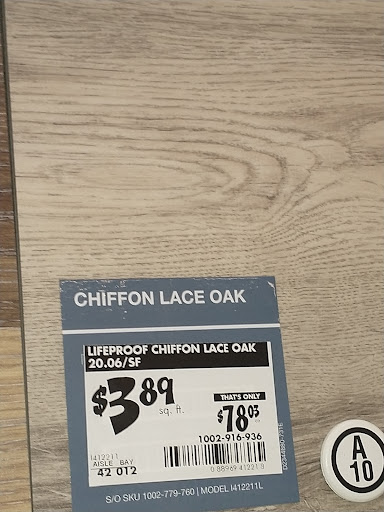 CHIFFON LACE OAK
LIFEPROOF CHIFFON LACE OAK
20.06/SF
$3.89
sq. ft.
THAT'S ONLY
$78.03
1002-916-936
I412211
AISLE BAY
42 012
S/O SKU 1002-779-760 | MODEL I412211L
A
10